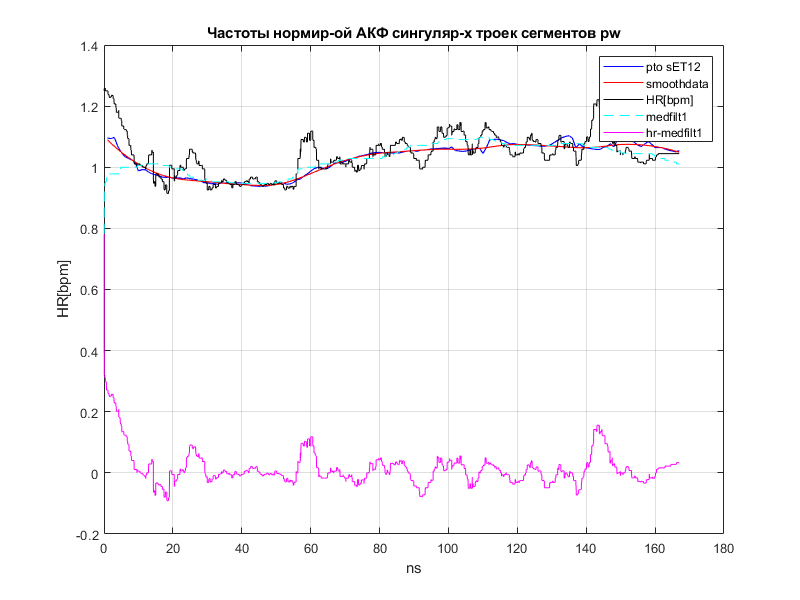 Частоты нормир-ой АКФ сингуляр-х троек сегментов pw
pto sET12
smoothdata
HR[bpm]
medfilt1
hr-medfilt1
1.4
1.2
1
0.8
0.6
0.4
0.2
0
-0.2
HR[bpm]
0 20 40 60 80 100 120 140 160 180
ns